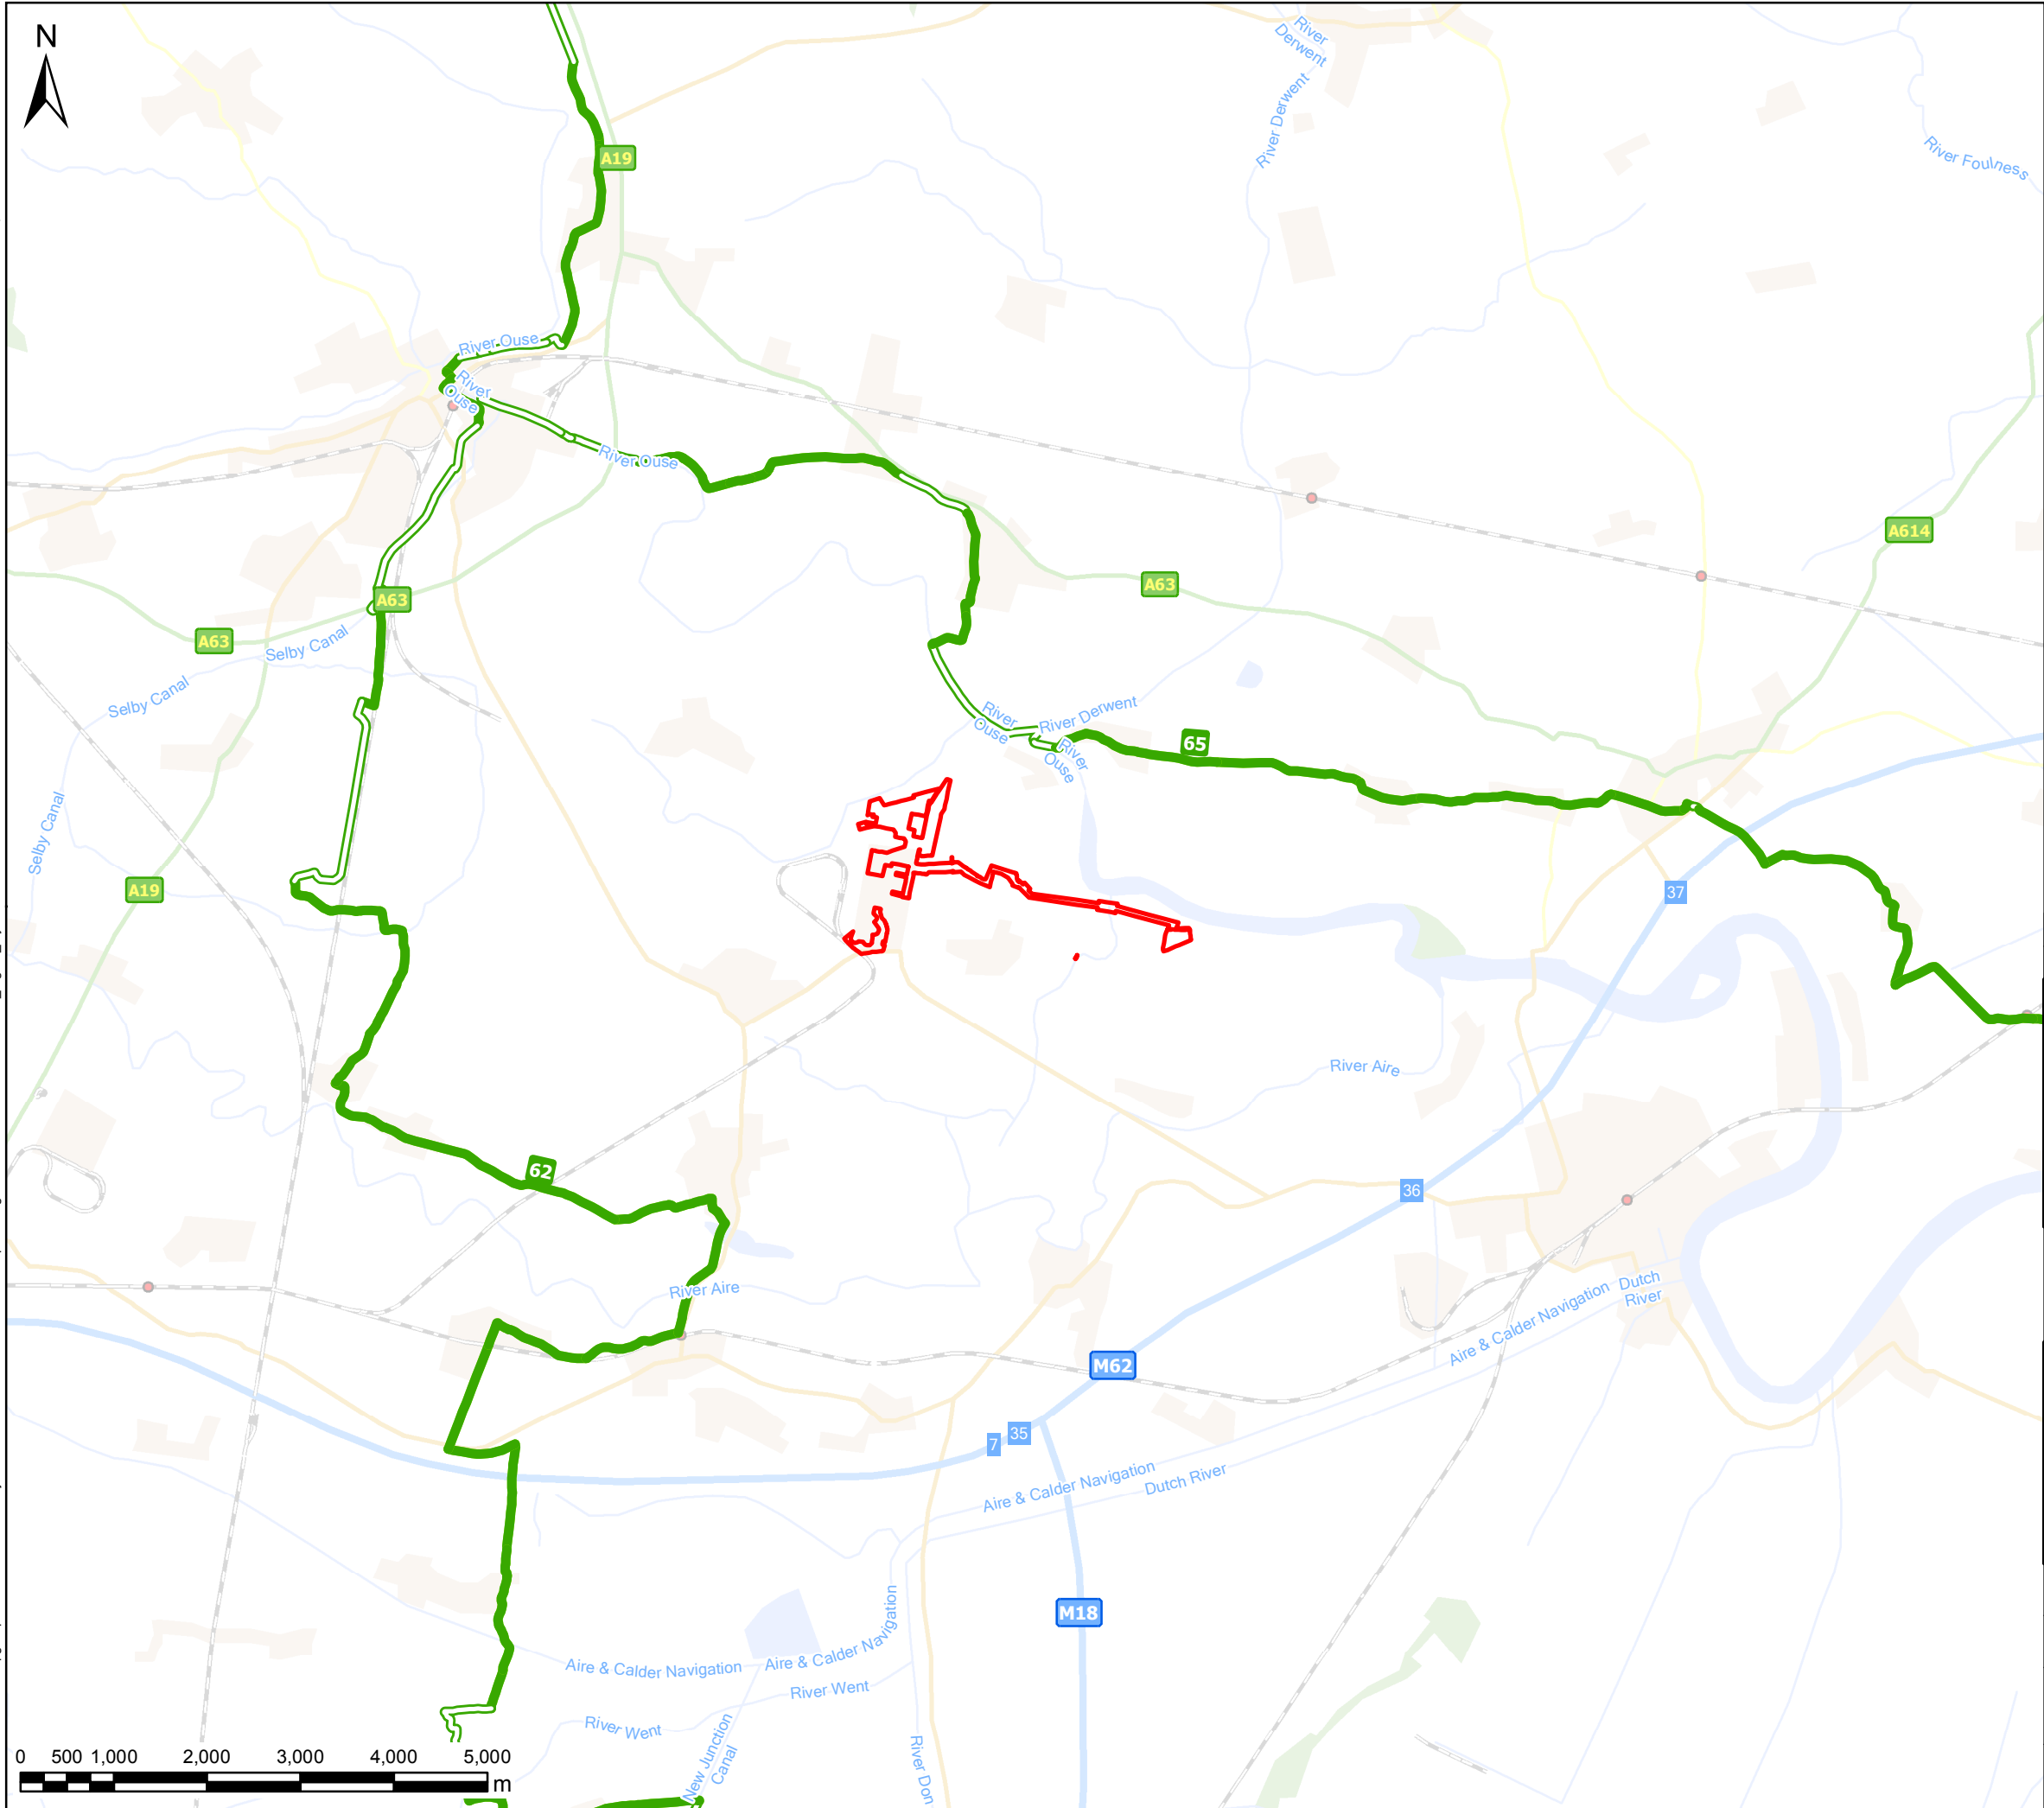 N
River
Derwent
River Derwent
River Foulness
A19
River Ouse
River
Ouse
River Ouse
A614
A63
A63
A63
Selby Canal
Selby Canal
River Derwent
River
Ouse
River
Ouse
65
Selby Canal
A19
37
River Aire
62
36
River Aire
Dutch
River
Aire & Calder Navigation
M62
35
7
Aire & Calder Navigation
Dutch River
M18
Aire & Calder Navigation
Aire & Calder Navigation
River Went
River Went
New Junction
Canal
River Don
0 500 1,000 2,000 3,000 4,000 5,000
m